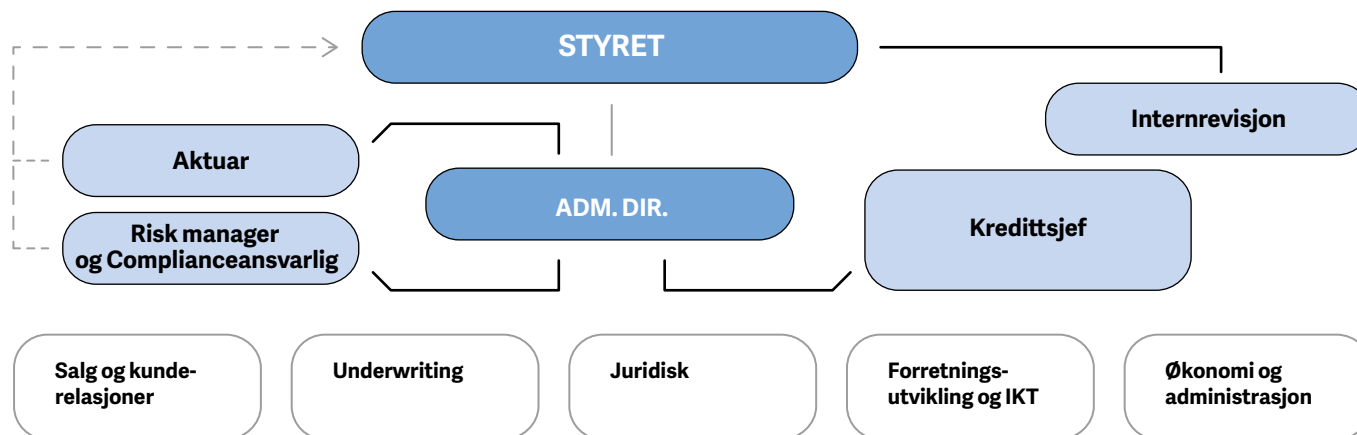 STYRET
Internrevisjon
Aktuar
ADM. DIR.
Kredittsjef
Risk manager
og Complianceansvarlig
Salg og kunde-
relasjoner
Underwriting
Juridisk
Forretnings-
utvikling og IKT
Økonomi og
administrasjon